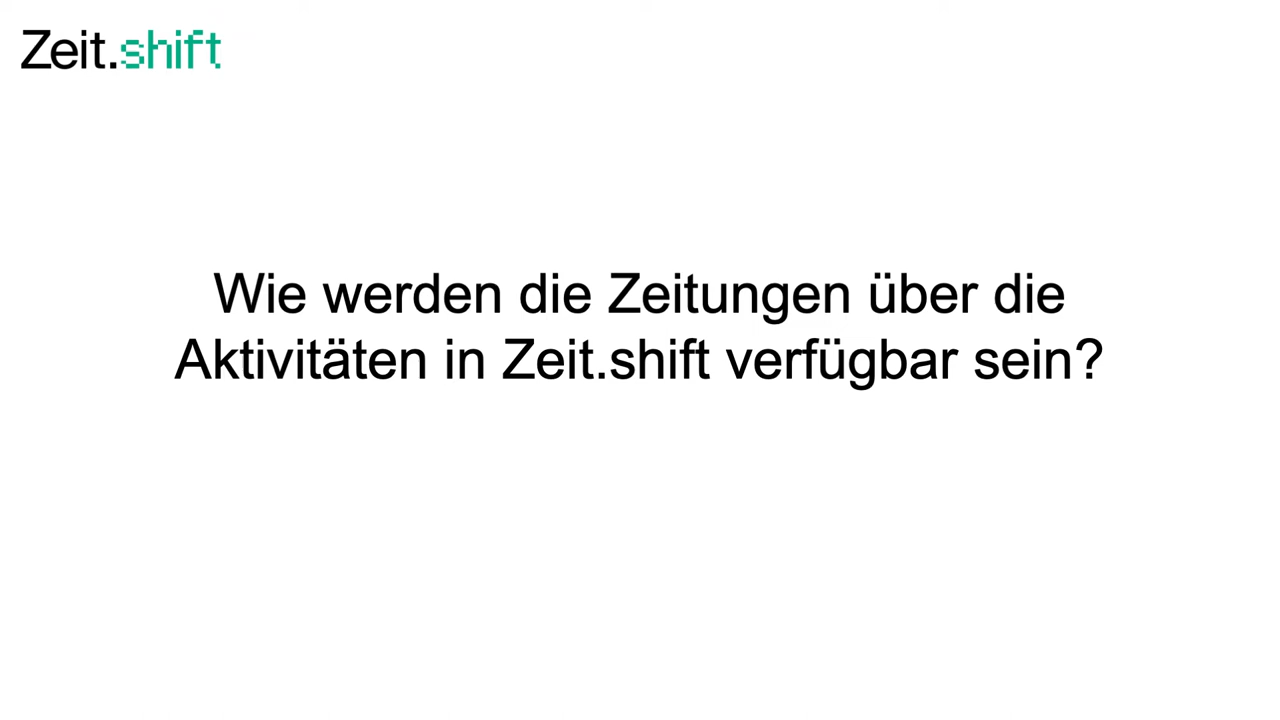 Zeit.shift
Wie werden die Zeitungen über die
Aktivitäten in Zeit.shift verfügbar sein?